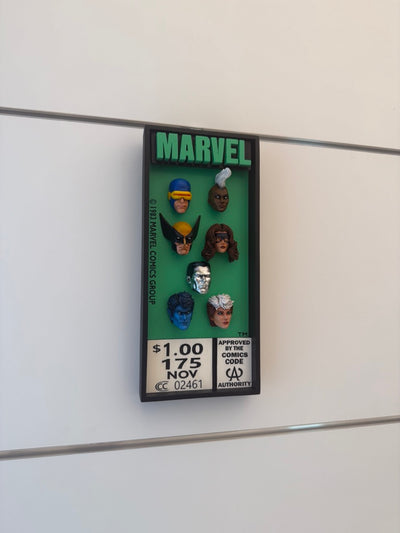 MARVEL
© 1983 MARVEL COMICS GROUP
TM
$1.00
175
NOV
CC 02461
APPROVED
BY THE
COMICS
CODE
CA
AUTHORITY